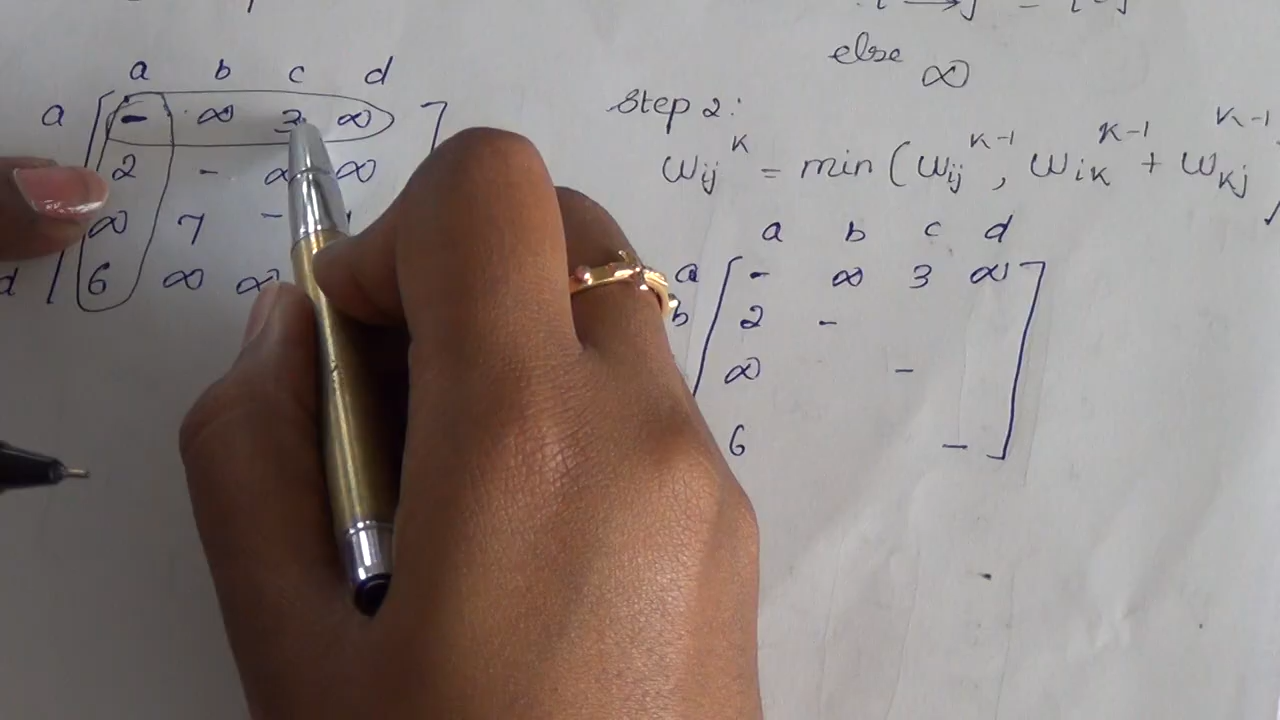 else ∞
a b c d
a - ∞ 3 ∞
2 - ∞
∞ 7 -
d 6 ∞ ∞
Step 2:
wij^K = min (wij^K-1, wiK^K-1 + wKj^K-1
a b c d
a - ∞ 3 ∞
b 2 -
∞ -
6 -